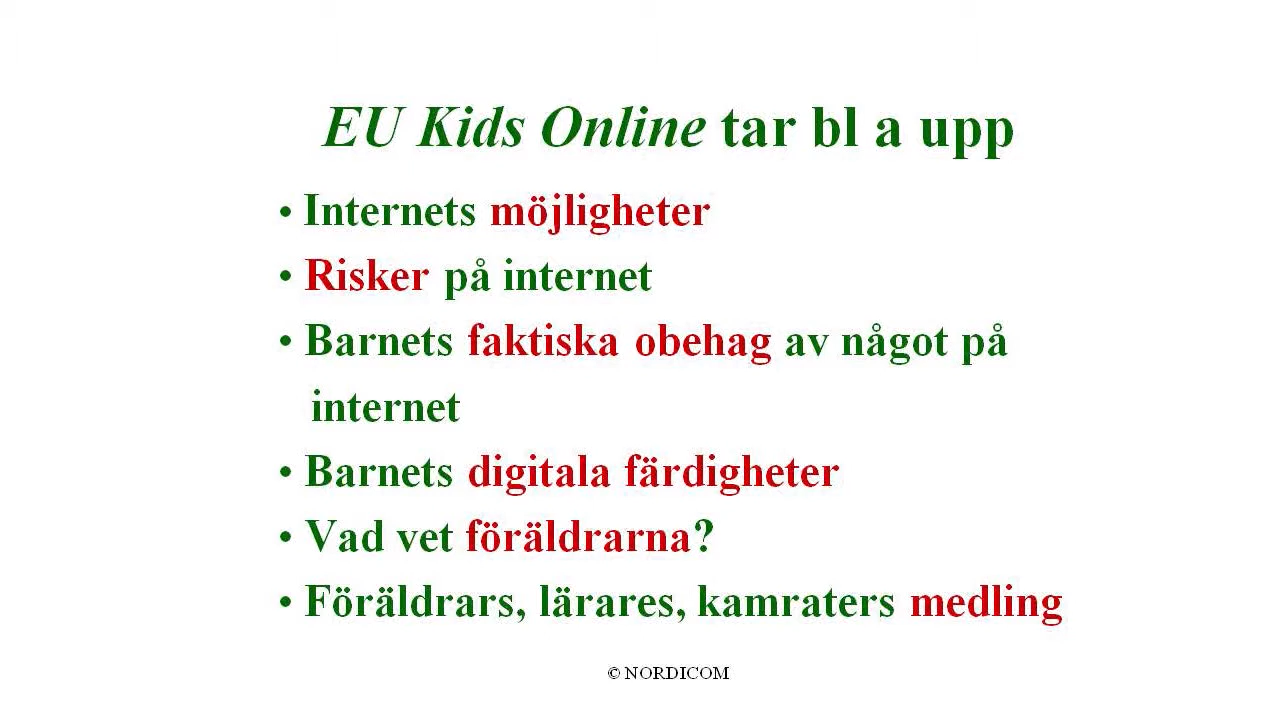 EU Kids Online tar bl a upp
• Internets möjligheter
• Risker på internet
• Barnets faktiska obehag av något på
internet
• Barnets digitala färdigheter
• Vad vet föräldrarna?
• Föräldrars, lärares, kamraters medling
© NORDICOM